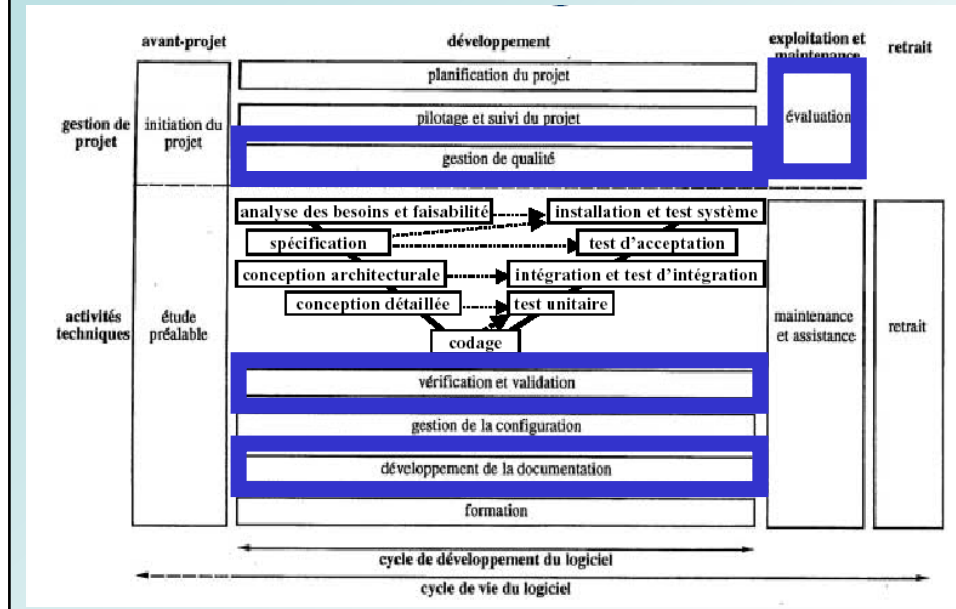 avant-projet
développement
exploitation et
maintenance
retrait
planification du projet
gestion de
projet
initiation du
projet
pilotage et suivi du projet
évaluation
gestion de qualité
analyse des besoins et faisabilité
installation et test système
spécification
test d'acceptation
conception architecturale
intégration et test d'intégration
conception détaillée
test unitaire
activités
techniques
étude
préalable
maintenance
et assistance
retrait
codage
vérification et validation
gestion de la configuration
développement de la documentation
formation
cycle de développement du logiciel
cycle de vie du logiciel